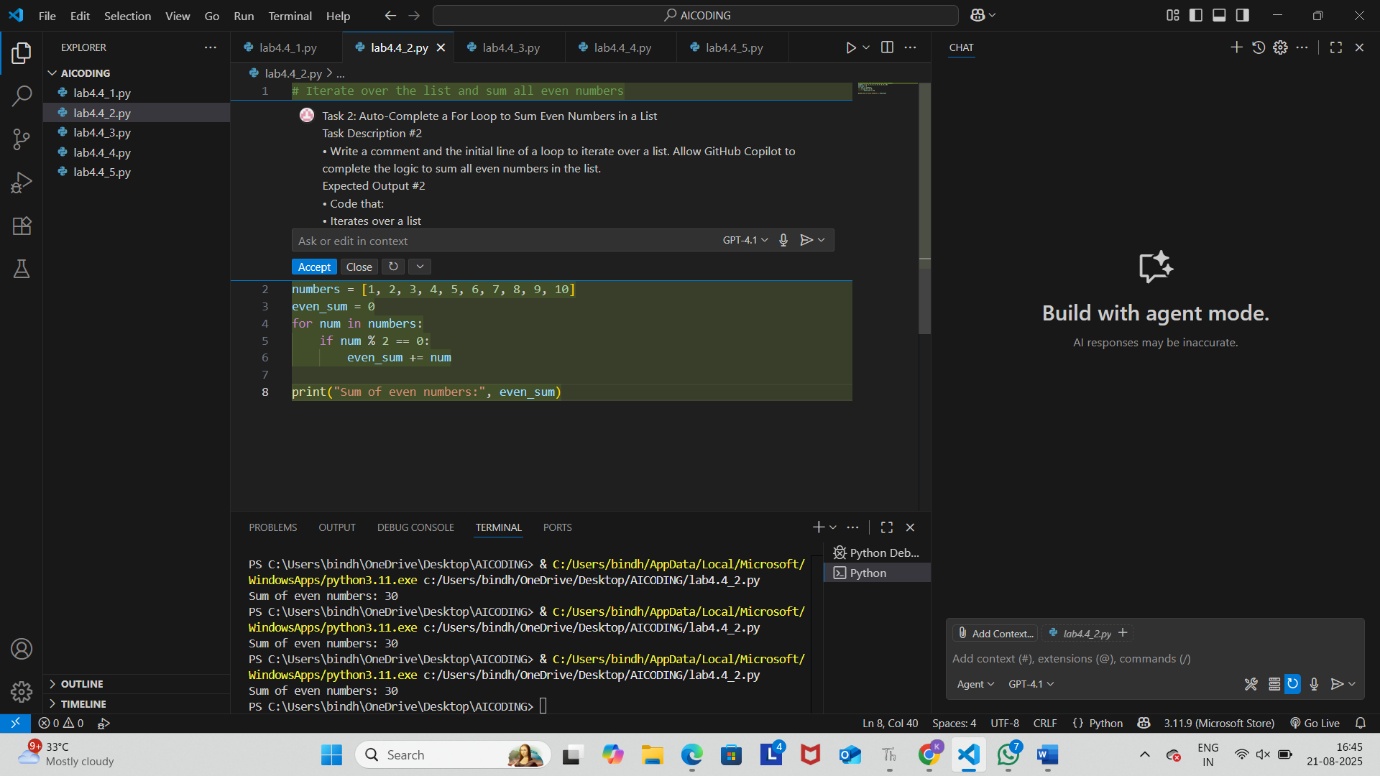 File Edit Selection View Go Run Terminal Help
AICODING
EXPLORER
AICODING
lab4.4_1.py
lab4.4_2.py
lab4.4_3.py
lab4.4_4.py
lab4.4_5.py
OUTLINE
TIMELINE
lab4.4_1.py lab4.4_2.py lab4.4_3.py lab4.4_4.py lab4.4_5.py
lab4.4_2.py > ...
1 # Iterate over the list and sum all even numbers
Task 2: Auto-Complete a For Loop to Sum Even Numbers in a List
Task Description #2
• Write a comment and the initial line of a loop to iterate over a list. Allow GitHub Copilot to
complete the logic to sum all even numbers in the list.
Expected Output #2
• Code that:
• Iterates over a list
Ask or edit in context GPT-4.1
Accept Close
2 numbers = [1, 2, 3, 4, 5, 6, 7, 8, 9, 10]
3 even_sum = 0
4 for num in numbers:
5 if num % 2 == 0:
6 even_sum += num
7
8 print("Sum of even numbers:", even_sum)
PROBLEMS OUTPUT DEBUG CONSOLE TERMINAL PORTS
PS C:\Users\bindh\OneDrive\Desktop\AICODING> & C:/Users/bindh/AppData/Local/Microsoft/
WindowsApps/python3.11.exe c:/Users/bindh/OneDrive/Desktop/AICODING/lab4.4_2.py
Sum of even numbers: 30
PS C:\Users\bindh\OneDrive\Desktop\AICODING> & C:/Users/bindh/AppData/Local/Microsoft/
WindowsApps/python3.11.exe c:/Users/bindh/OneDrive/Desktop/AICODING/lab4.4_2.py
Sum of even numbers: 30
PS C:\Users\bindh\OneDrive\Desktop\AICODING> & C:/Users/bindh/AppData/Local/Microsoft/
WindowsApps/python3.11.exe c:/Users/bindh/OneDrive/Desktop/AICODING/lab4.4_2.py
Sum of even numbers: 30
PS C:\Users\bindh\OneDrive\Desktop\AICODING>
Python Deb...
Python
CHAT
Build with agent mode.
AI responses may be inaccurate.
Add Context... lab4.4_2.py
Add context (#), extensions (@), commands (/)
Agent GPT-4.1
0 0 Ln 8, Col 40 Spaces: 4 UTF-8 CRLF {} Python 3.11.9 (Microsoft Store) Go Live
9+ 33°C
Mostly cloudy
Search
L 4
Th
K
7
ENG
IN
16:45
21-08-2025